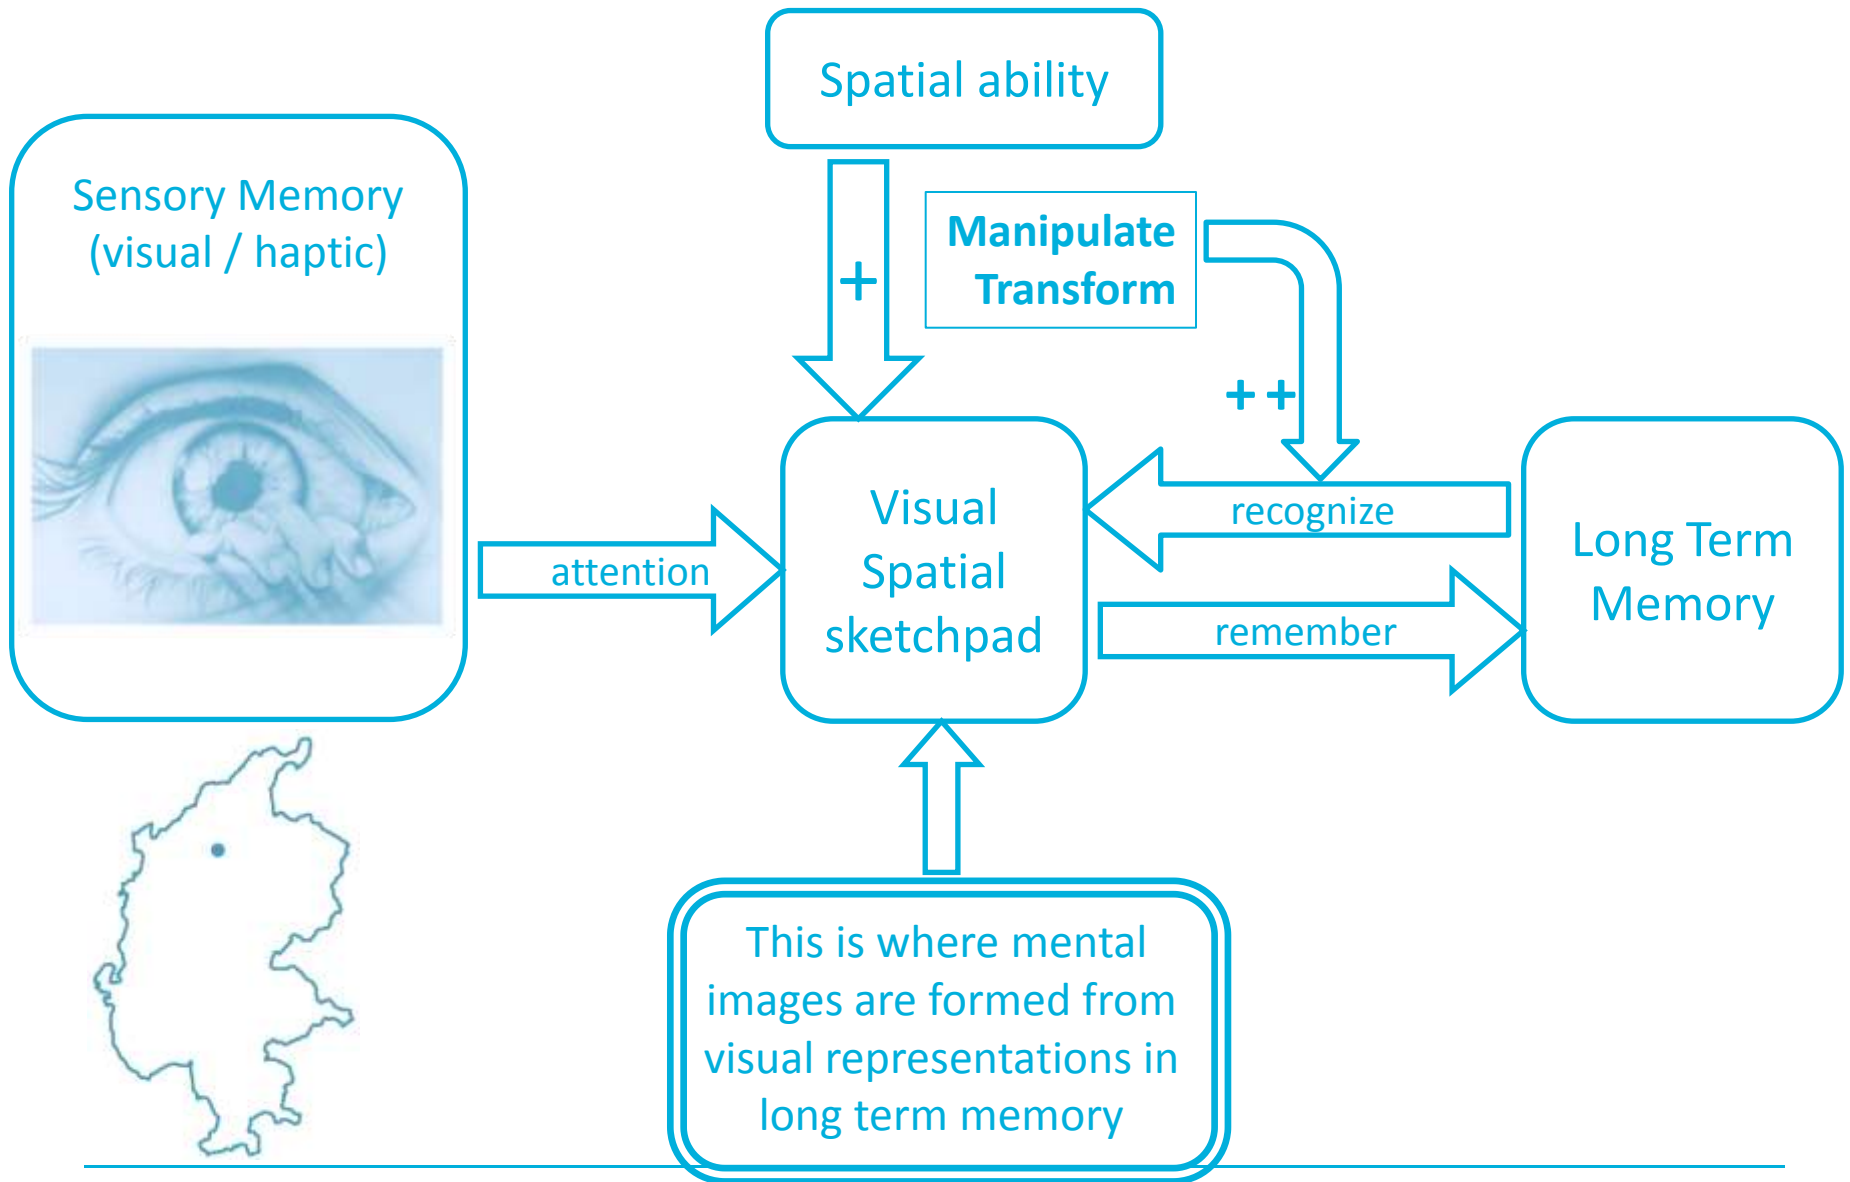 Spatial ability
Sensory Memory
(visual / haptic)
+
Manipulate
Transform
++
attention
Visual
Spatial
sketchpad
recognize
remember
Long Term
Memory
This is where mental
images are formed from
visual representations in
long term memory